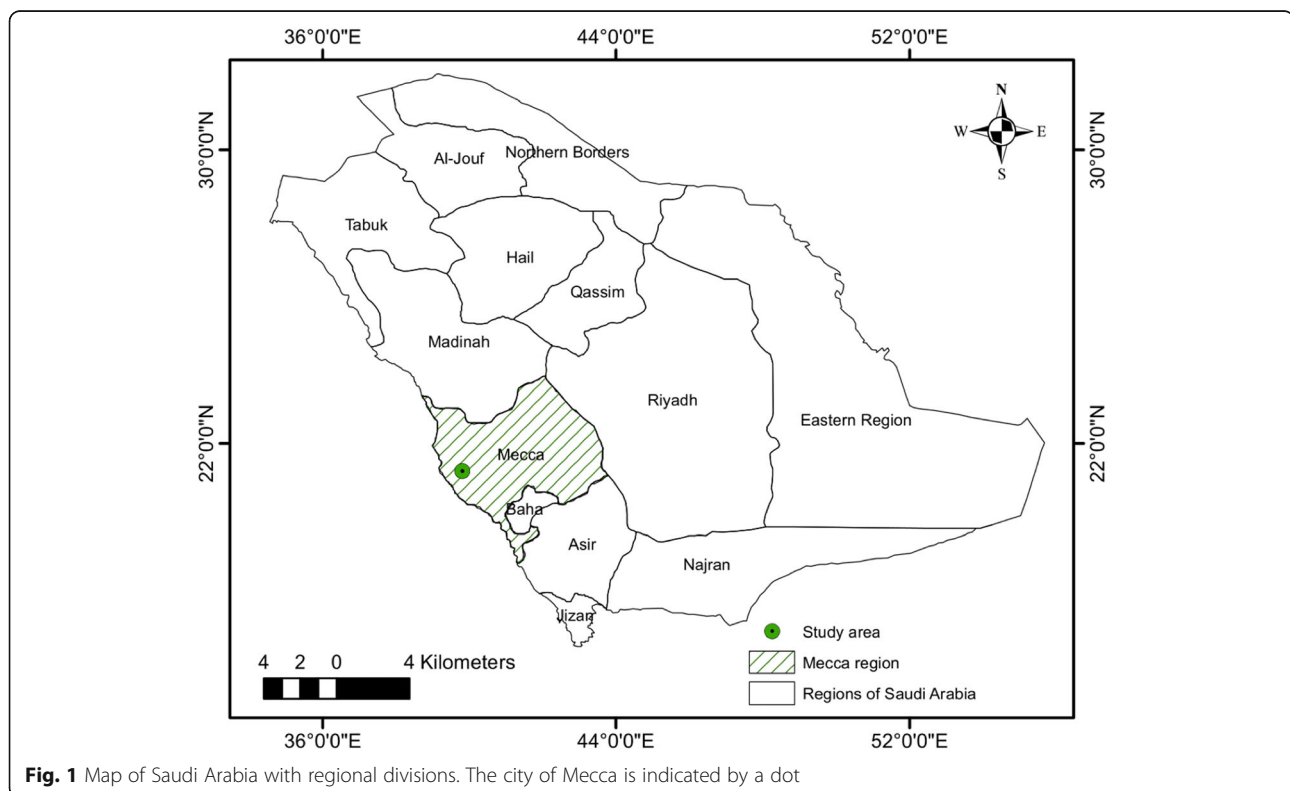 36°0'0"E 44°0'0"E 52°0'0"E
N
W E
S
30°0'0"N 30°0'0"N
Northern Borders
Al-Jouf
Tabuk
Hail
Qassim
Madinah
Riyadh
Eastern Region
22°0'0"N 22°0'0"N
Mecca
Baha
Asir
Najran
Jizan
Study area
4 2 0 4 Kilometers
Mecca region
Regions of Saudi Arabia
36°0'0"E 44°0'0"E 52°0'0"E
Fig. 1 Map of Saudi Arabia with regional divisions. The city of Mecca is indicated by a dot